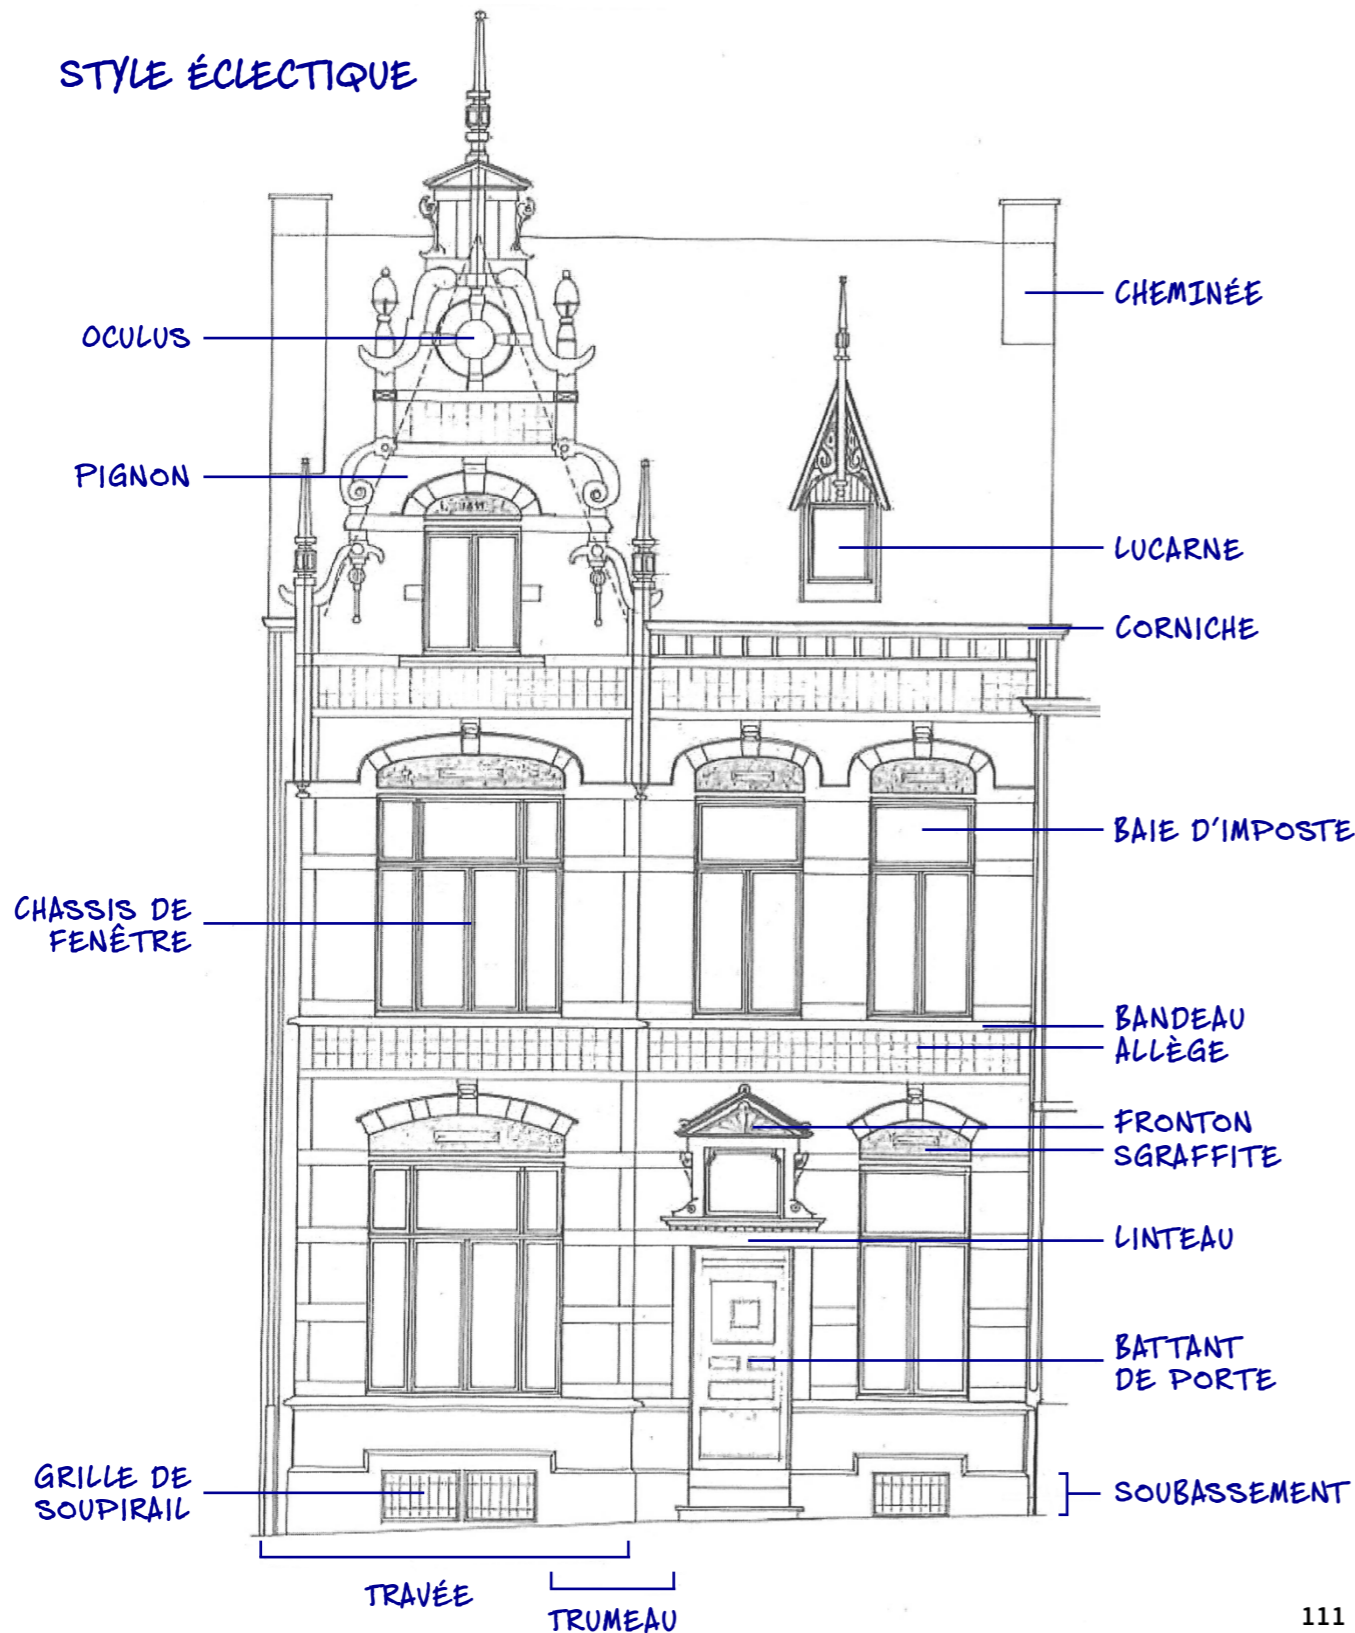 STYLE ÉCLECTIQUE
OCULUS
PIGNON
CHASSIS DE
FENÊTRE
GRILLE DE
SOUPIRAIL
CHEMINÉE
LUCARNE
CORNICHE
BAIE D'IMPOSTE
BANDEAU
ALLÈGE
FRONTON
SGRAFFITE
LINTEAU
BATTANT
DE PORTE
SOUBASSEMENT
TRAVÉE
TRUMEAU
111